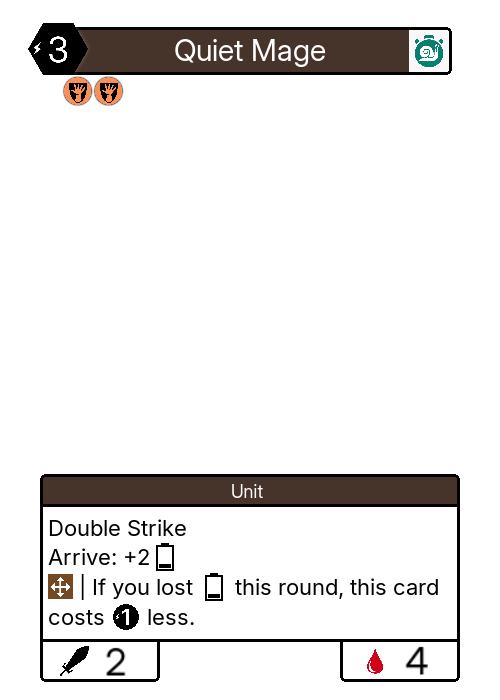 3
Quiet Mage
Unit
Double Strike
Arrive: +2
| If you lost this round, this card
costs 1 less.
2
4